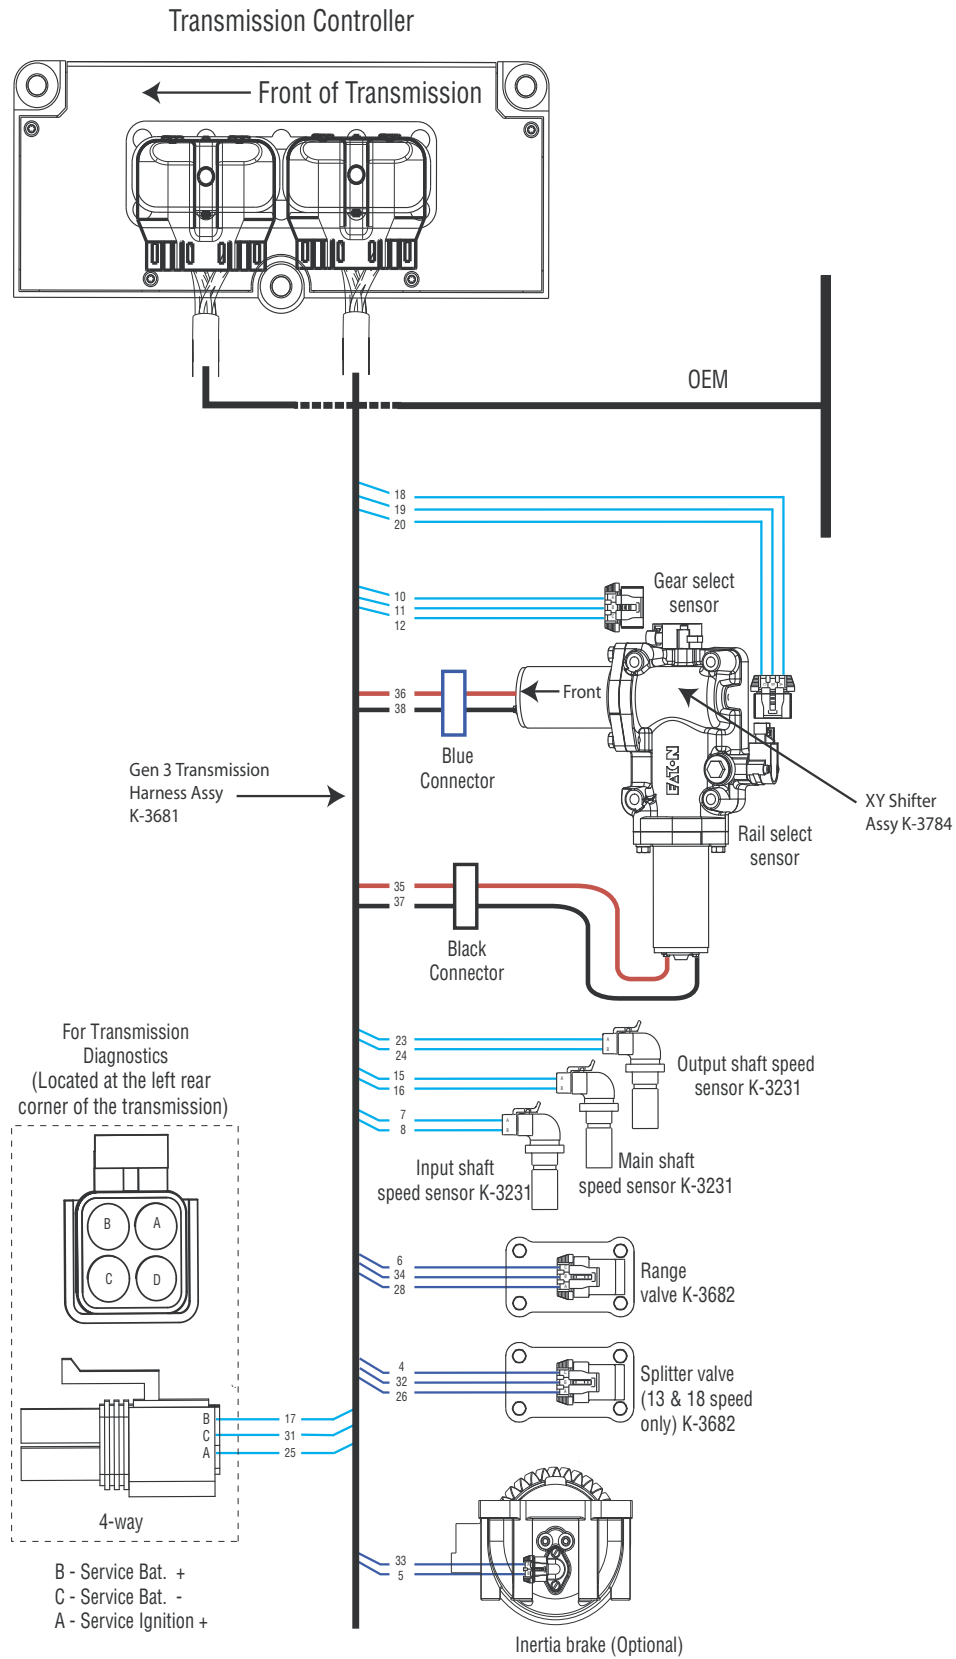 Transmission Controller
Front of Transmission
OEM
18
19
20
10
11
12
Gear select
sensor
36
38
Front
Blue
Connector
EATON
Gen 3 Transmission
Harness Assy
K-3681
XY Shifter
Assy K-3784
Rail select
sensor
35
37
Black
Connector
For Transmission
Diagnostics
(Located at the left rear
corner of the transmission)
23
24
A
B
Output shaft speed
sensor K-3231
15
16
A
B
Main shaft
speed sensor K-3231
7
8
A
B
Input shaft
speed sensor K-3231
B
A
C
D
6
34
28
Range
valve K-3682
4
32
26
Splitter valve
(13 & 18 speed
only) K-3682
B
17
C
31
A
25
4-way
33
5
B - Service Bat. +
C - Service Bat. -
A - Service Ignition +
Inertia brake (Optional)